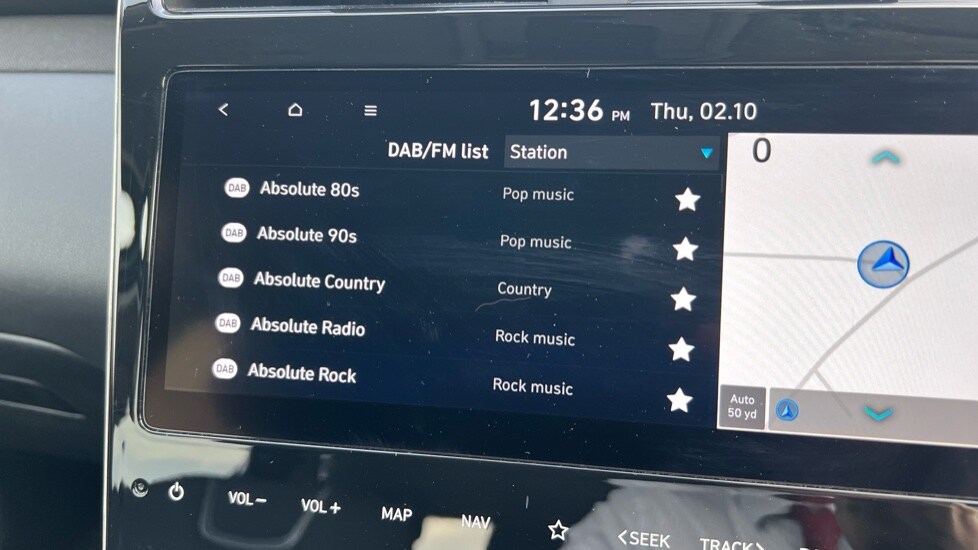 12:36 PM Thu, 02.10
DAB/FM list Station
0
DAB Absolute 80s Pop music
DAB Absolute 90s Pop music
DAB Absolute Country Country
DAB Absolute Radio Rock music
DAB Absolute Rock Rock music
Auto
50 yd
VOL− VOL+ MAP NAV <SEEK TRACK>